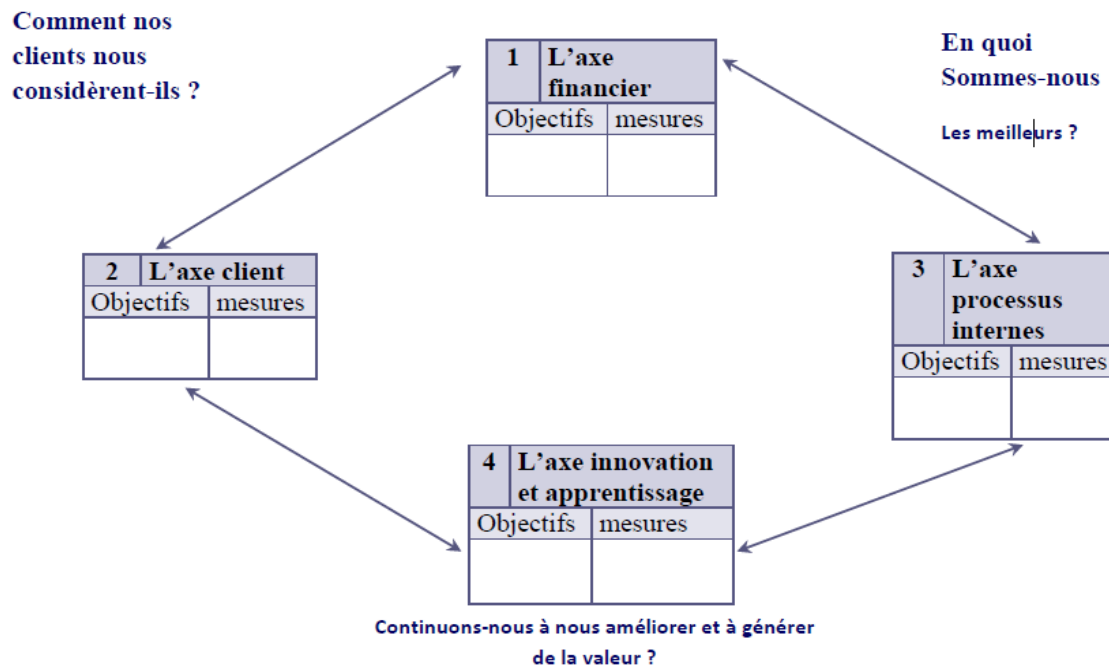 Comment nos
clients nous
considèrent-ils ?
1 L'axe
financier
Objectifs mesures
En quoi
Sommes-nous
Les meilleurs ?
2 L'axe client
Objectifs mesures
3 L'axe
processus
internes
Objectifs mesures
4 L'axe innovation
et apprentissage
Objectifs mesures
Continuons-nous à nous améliorer et à générer
de la valeur ?